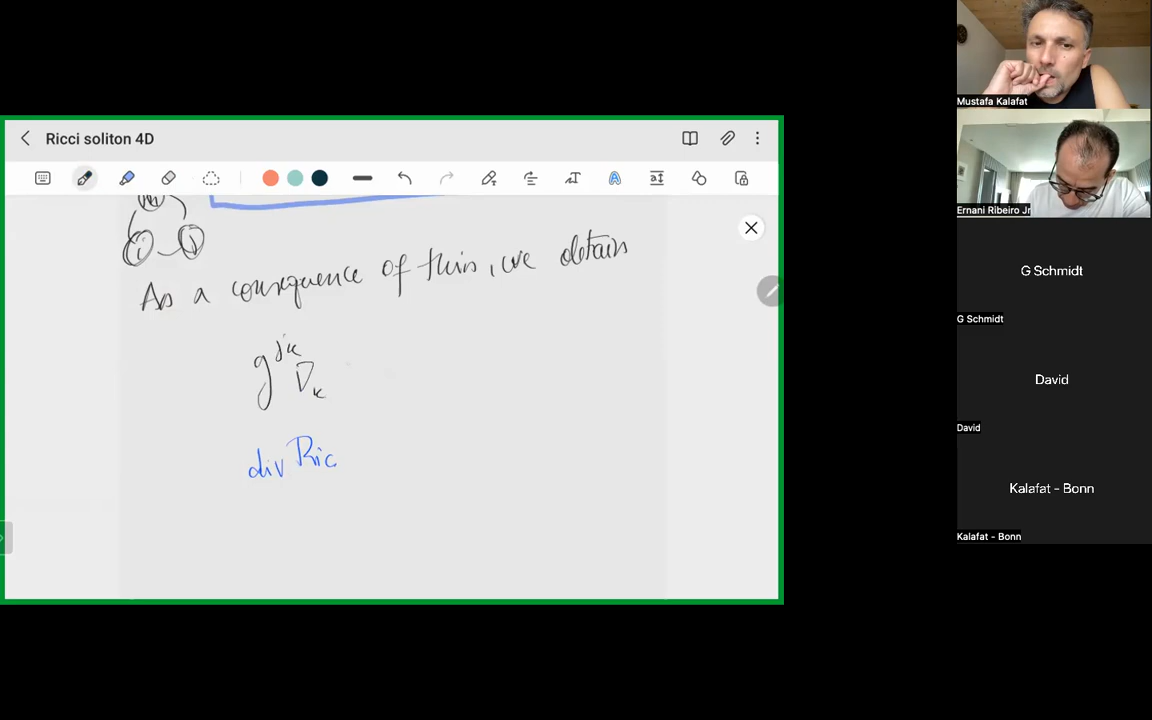 Mustafa Kalafat
Ricci soliton 4D
Ernani Ribeiro Jr
As a consequence of this, we obtain
G Schmidt
G Schmidt
g^{jk} D_k
David
David
div Ric
Kalafat - Bonn
Kalafat - Bonn